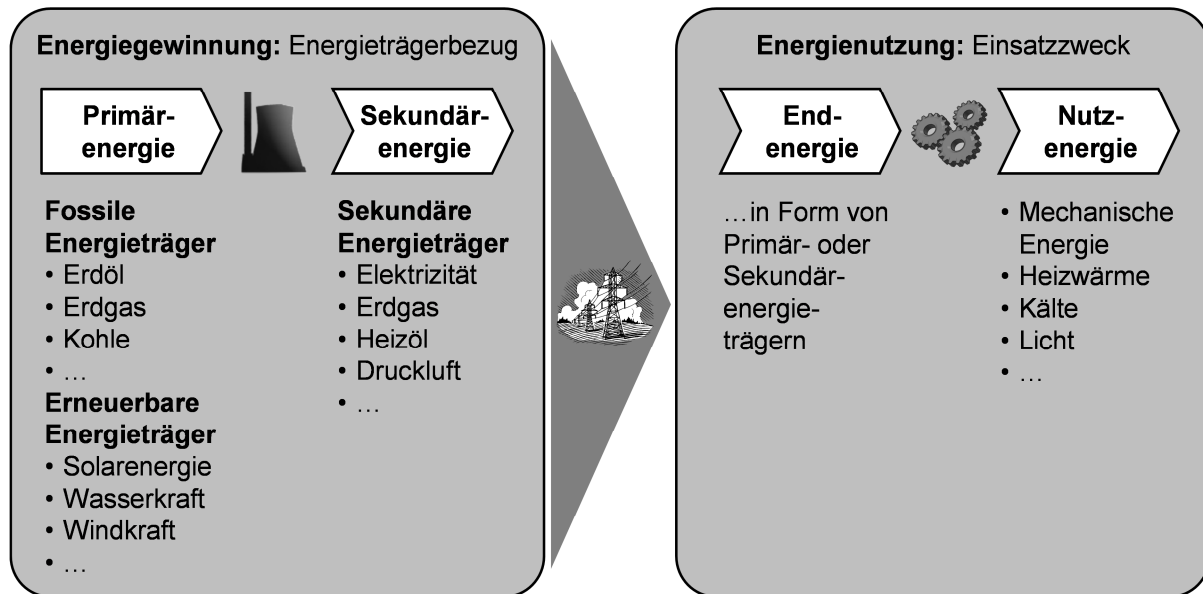 Energiegewinnung: Energieträgerbezug
Primär-
energie
Sekundär-
energie
Fossile
Energieträger
• Erdöl
• Erdgas
• Kohle
• …
Erneuerbare
Energieträger
• Solarenergie
• Wasserkraft
• Windkraft
• …
Sekundäre
Energieträger
• Elektrizität
• Erdgas
• Heizöl
• Druckluft
• …
Energienutzung: Einsatzzweck
End-
energie
Nutz-
energie
…in Form von
Primär- oder
Sekundär-
energie-
trägern
• Mechanische
Energie
• Heizwärme
• Kälte
• Licht
• …